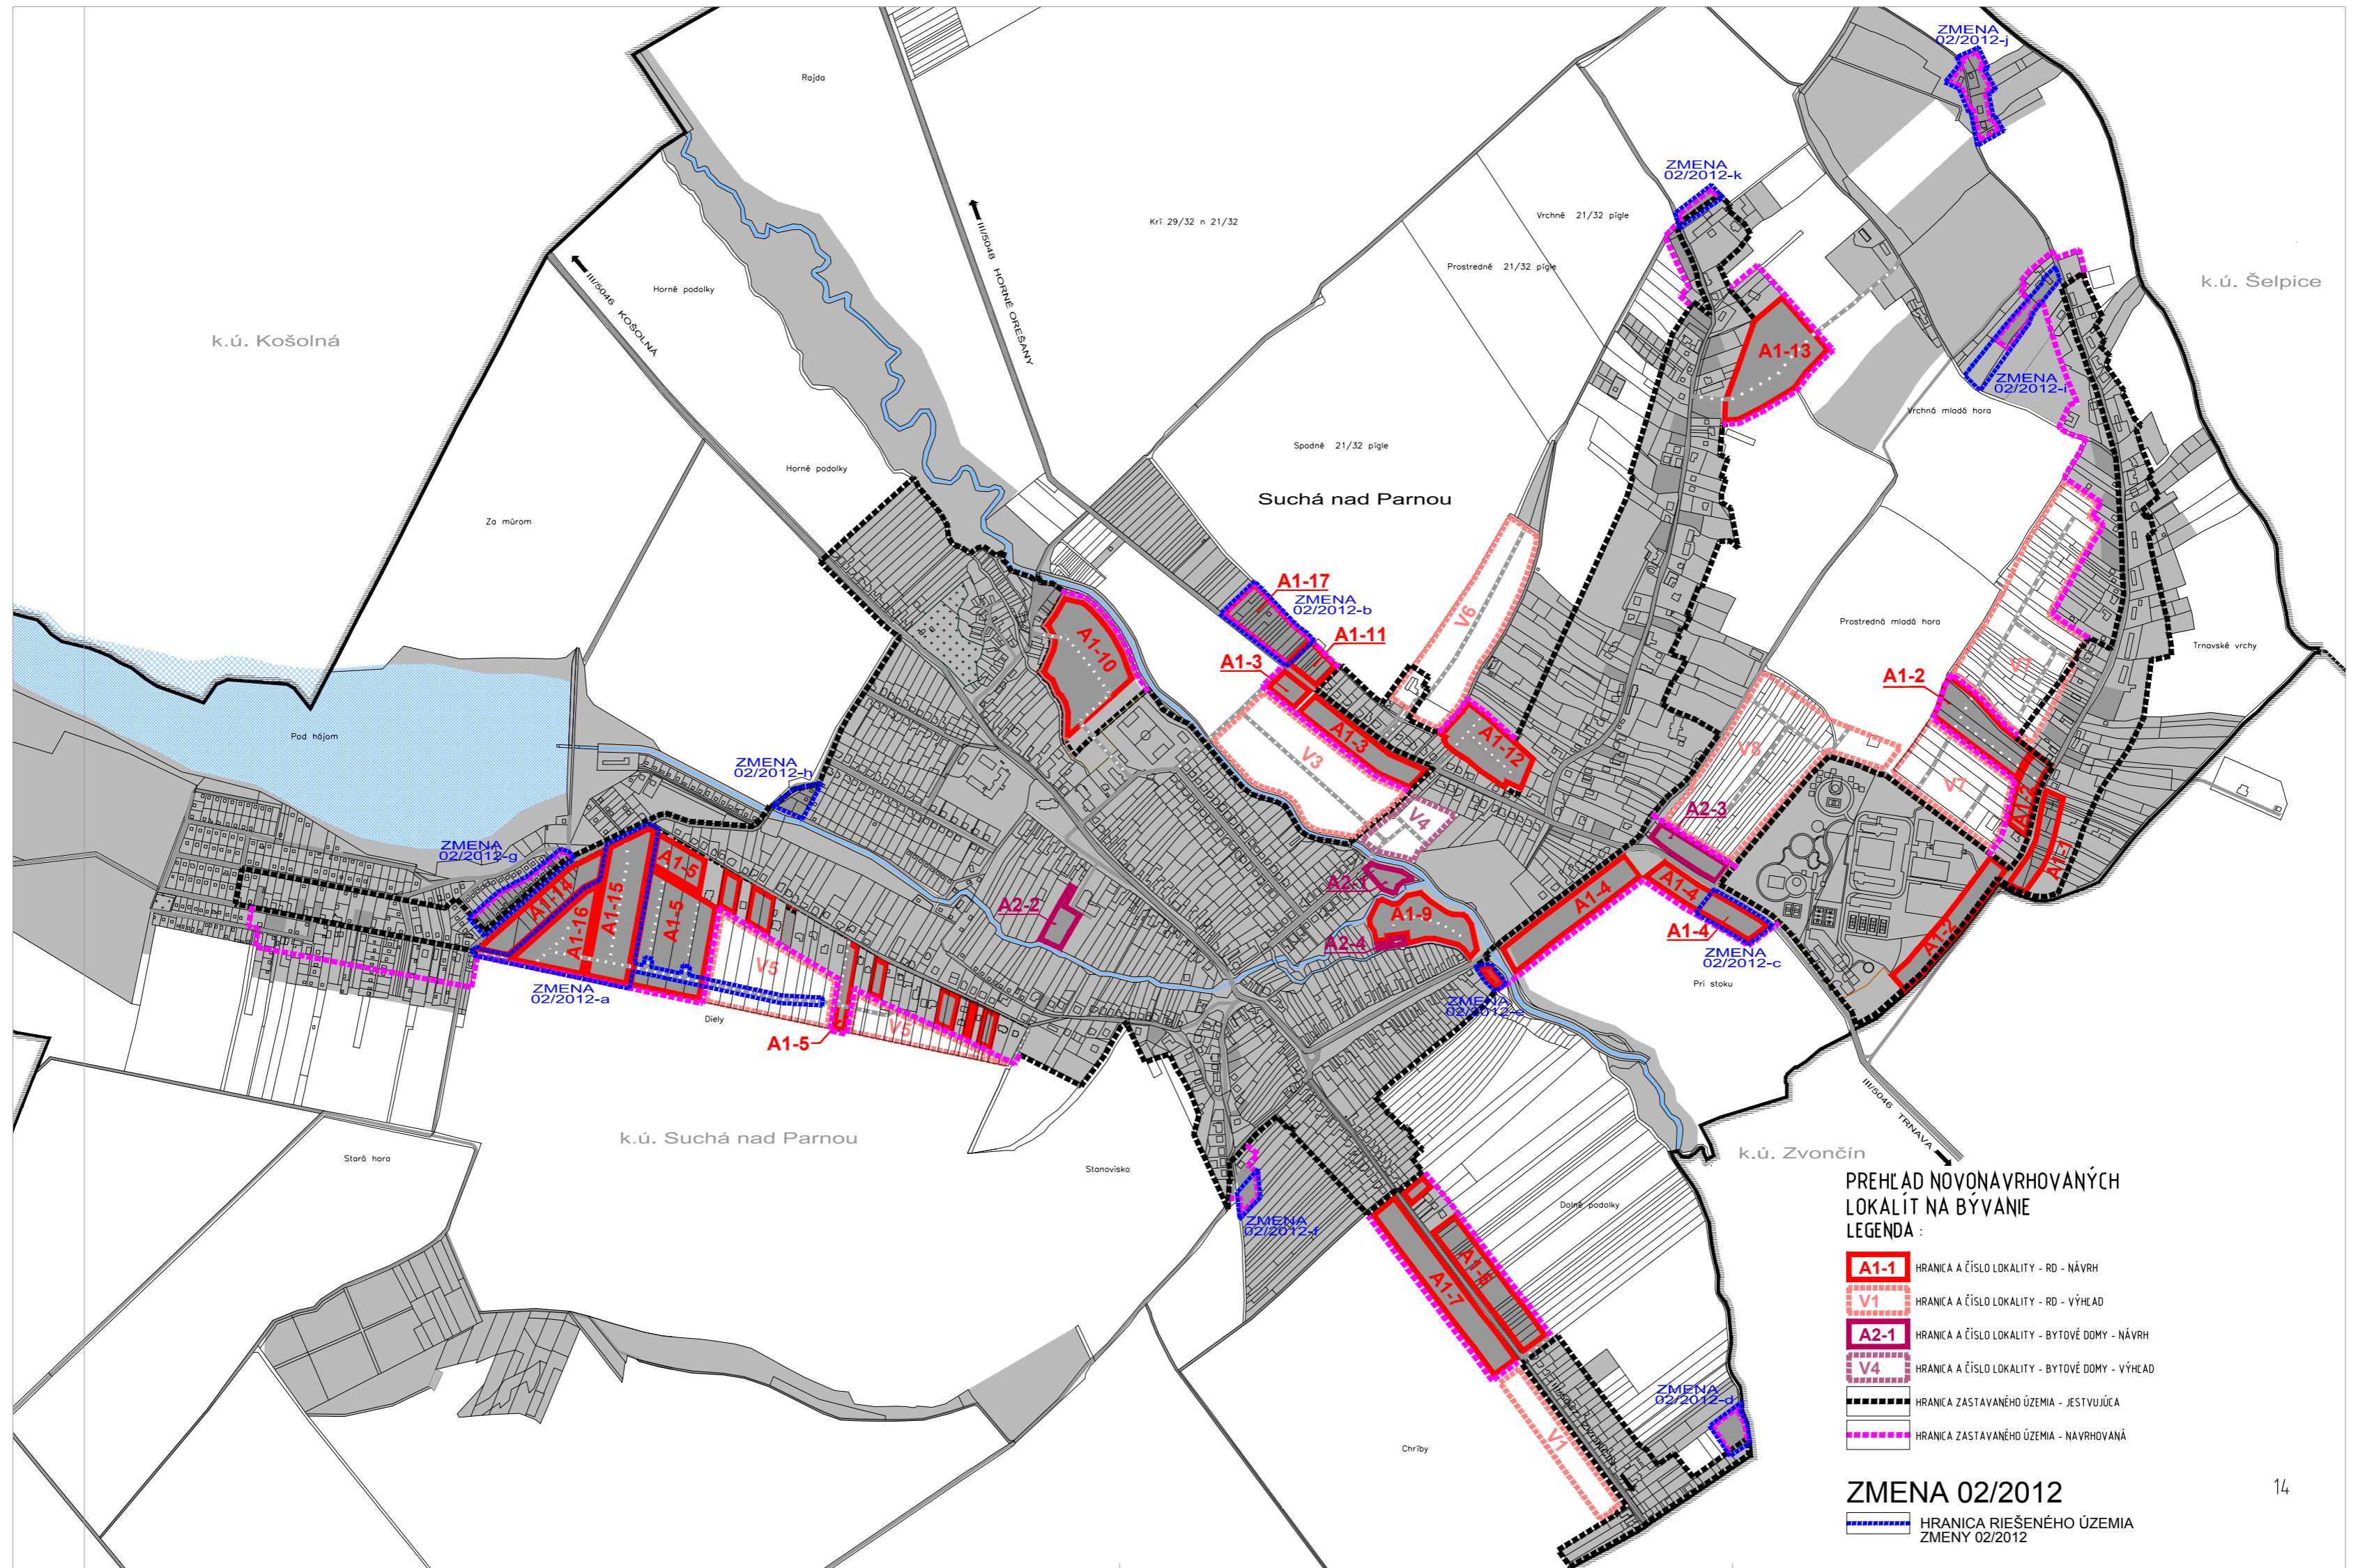 ZMENA
02/2012-j
Rajda
ZMENA
02/2012-k
Krí 29/32 n 21/32
Vrchné 21/32 pígle
III/5048 HORNÉ OREŠANY
Prostredné 21/32 pígle
III/5046 KOŠOLNÁ
Horné podolky
k.ú. Šelpice
k.ú. Košolná
A1-13
ZMENA
02/2012-i
Vrchná mladá hora
Spodné 21/32 pígle
Horné podolky
Suchá nad Parnou
Za múrom
A1-17
ZMENA
02/2012-b
V6
A1-11
Prostredná mladá hora
Trnavské vrchy
A1-10
A1-3
V7
A1-2
Pod hájom
A1-3
A1-12
V3
V8
ZMENA
02/2012-h
V7
A1-2
A2-3
V4
ZMENA
02/2012-g
A1-1
A1-5
A1-14
A1-15
A2-1
A1-4
A1-4
A2-2
A1-9
A1-16
A1-5
A2-4
A1-4
A1-2
ZMENA
02/2012-c
V5
ZMENA
02/2012-a
Pri stoku
ZMENA
02/2012-e
Diely
V5
A1-5
III/5046 TRNAVA
k.ú. Suchá nad Parnou
k.ú. Zvončín
Stará hora
Stanovisko
Dolné podolky
ZMENA
02/2012-f
A1-7
ZMENA
02/2012-d
V1
Chríby
PREHĽAD NOVONAVRHOVANÝCH
LOKALÍT NA BÝVANIE
LEGENDA :
A1-1 HRANICA A ČÍSLO LOKALITY - RD - NÁVRH
V1 HRANICA A ČÍSLO LOKALITY - RD - VÝHĽAD
A2-1 HRANICA A ČÍSLO LOKALITY - BYTOVÉ DOMY - NÁVRH
V4 HRANICA A ČÍSLO LOKALITY - BYTOVÉ DOMY - VÝHĽAD
HRANICA ZASTAVANÉHO ÚZEMIA - JESTVUJÚCA
HRANICA ZASTAVANÉHO ÚZEMIA - NAVRHOVANÁ
ZMENA 02/2012
14
HRANICA RIEŠENÉHO ÚZEMIA
ZMENY 02/2012